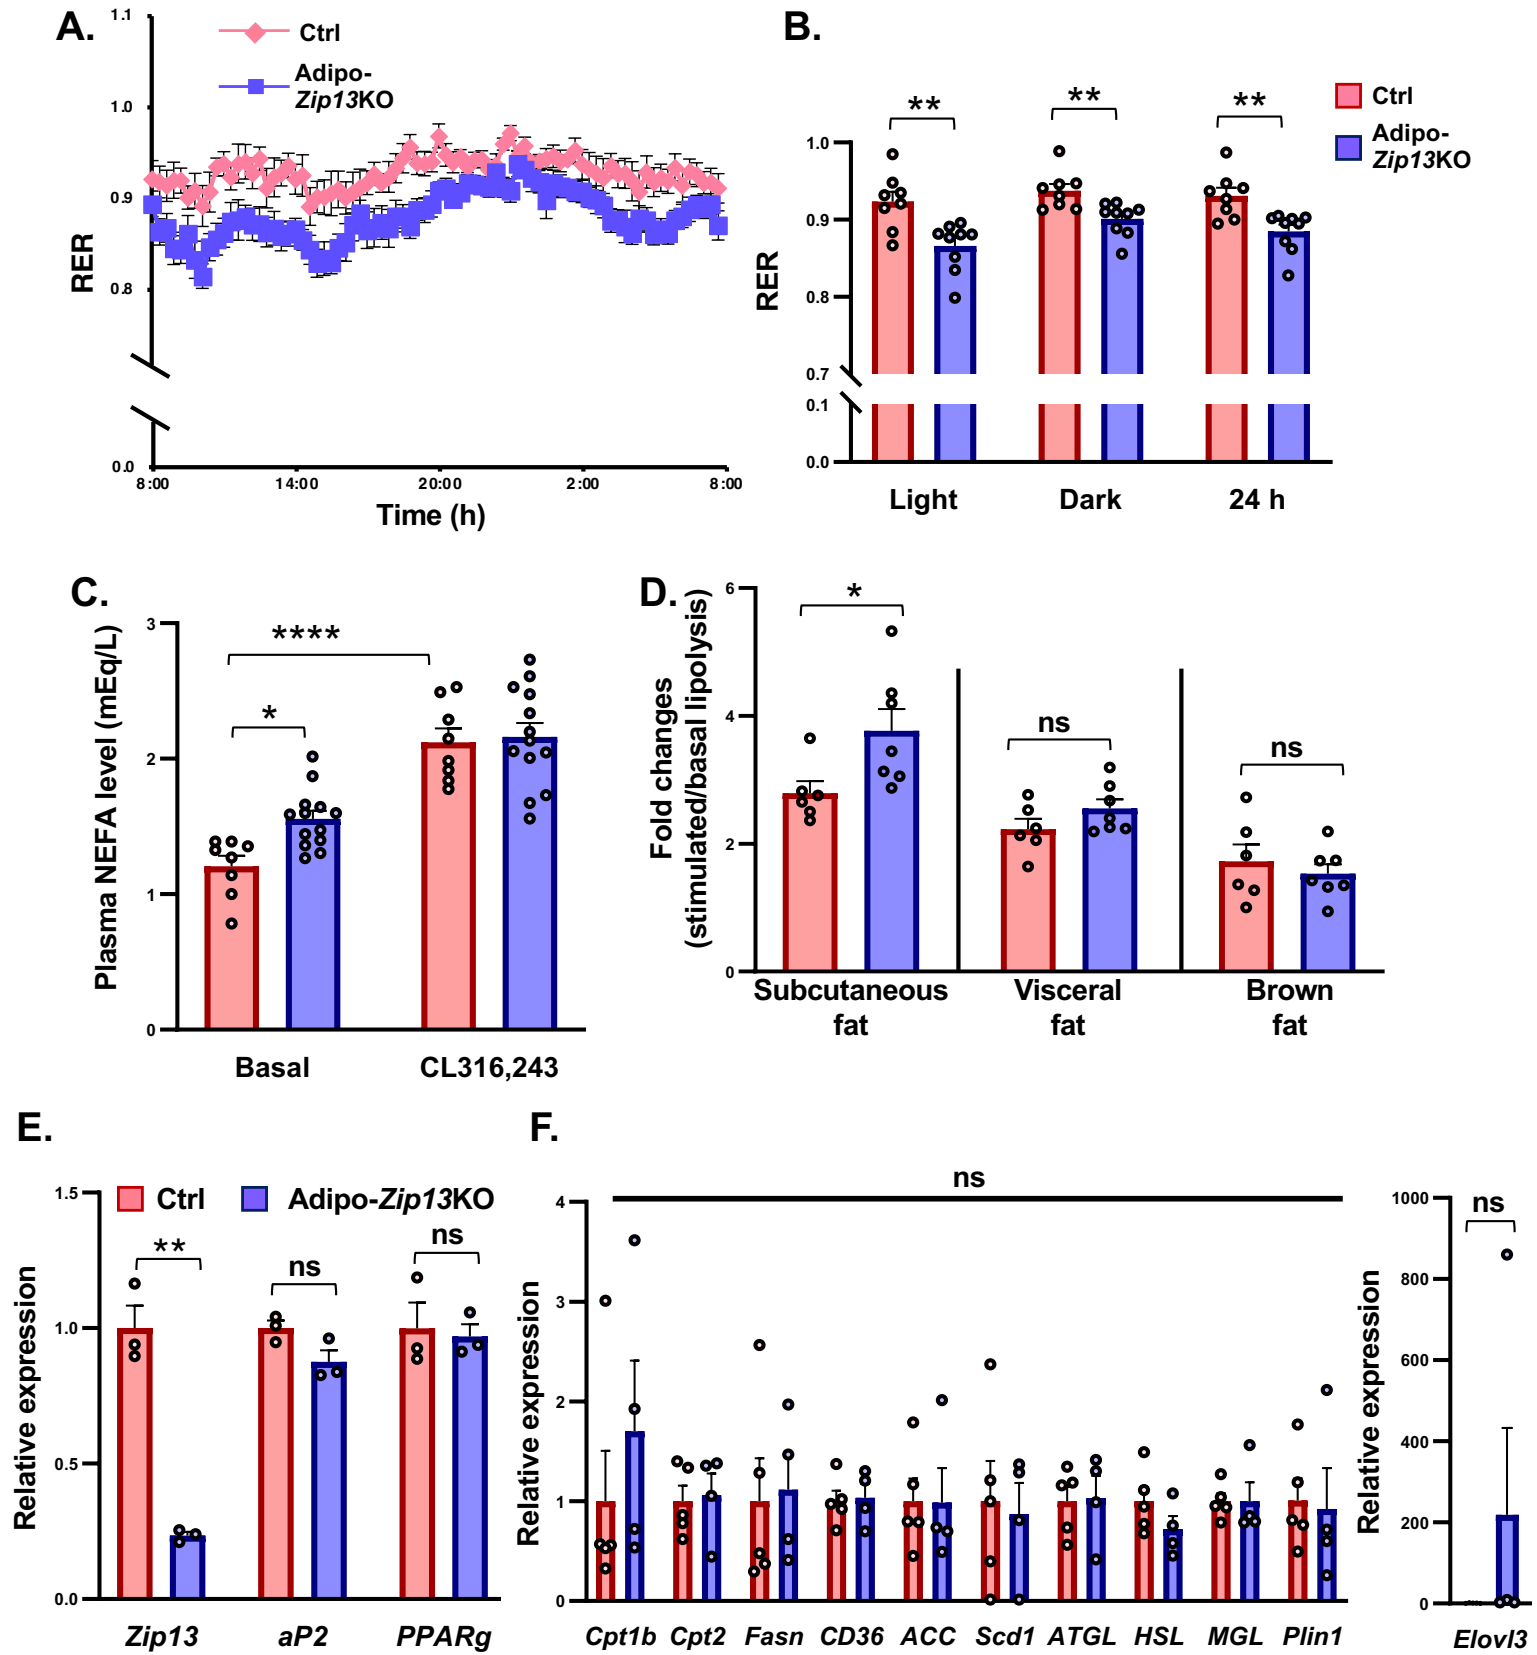 A.
Ctrl
Adipo-
Zip13KO
RER
1.1
1.0
0.9
0.8
0.0
8:00 14:00 20:00 2:00 8:00
Time (h)
B.
Ctrl
Adipo-
Zip13KO
** ** **
RER
1.0
0.9
0.8
0.7
0.1
0.0
Light Dark 24 h
C.
Plasma NEFA level (mEq/L)
3
2
1
0
****
*
Basal CL316,243
D.
Fold changes
(stimulated/basal lipolysis)
6
4
2
0
*
ns
ns
Subcutaneous
fat
Visceral
fat
Brown
fat
E.
Ctrl Adipo-Zip13KO
Relative expression
1.5
1.0
0.5
0.0
** ns ns
Zip13 aP2 PPARg
F.
ns
Relative expression
4
3
2
1
0
Cpt1b Cpt2 Fasn CD36 ACC Scd1 ATGL HSL MGL Plin1
Relative expression
1000
800
600
400
200
0
ns
Elovl3